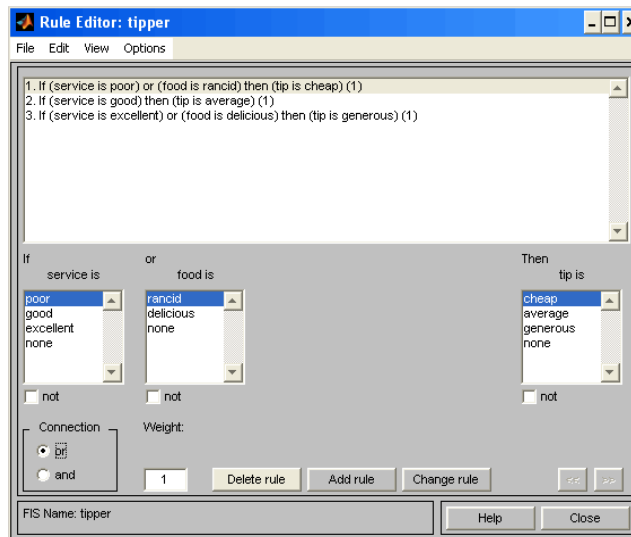 Rule Editor: tipper
File Edit View Options
1. If (service is poor) or (food is rancid) then (tip is cheap) (1)
2. If (service is good) then (tip is average) (1)
3. If (service is excellent) or (food is delicious) then (tip is generous) (1)
If or Then
service is food is tip is
poor rancid cheap
good delicious average
excellent none generous
none none
not not not
Connection Weight:
or
and 1 Delete rule Add rule Change rule << >>
FIS Name: tipper Help Close